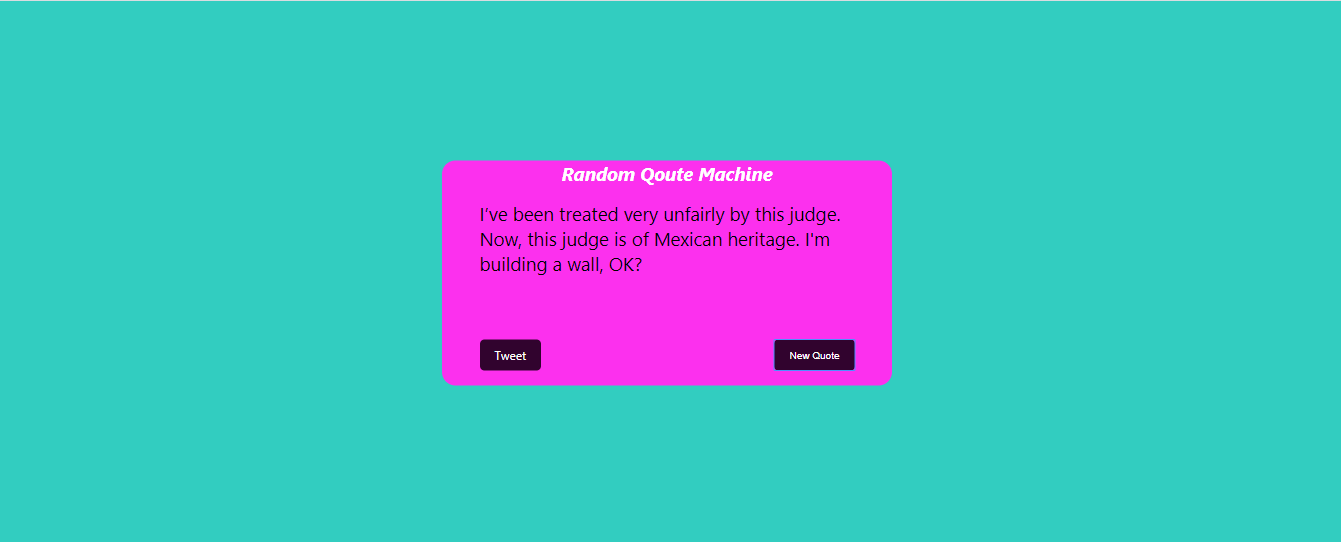 Random Qoute Machine
I've been treated very unfairly by this judge.
Now, this judge is of Mexican heritage. I'm
building a wall, OK?
Tweet
New Quote